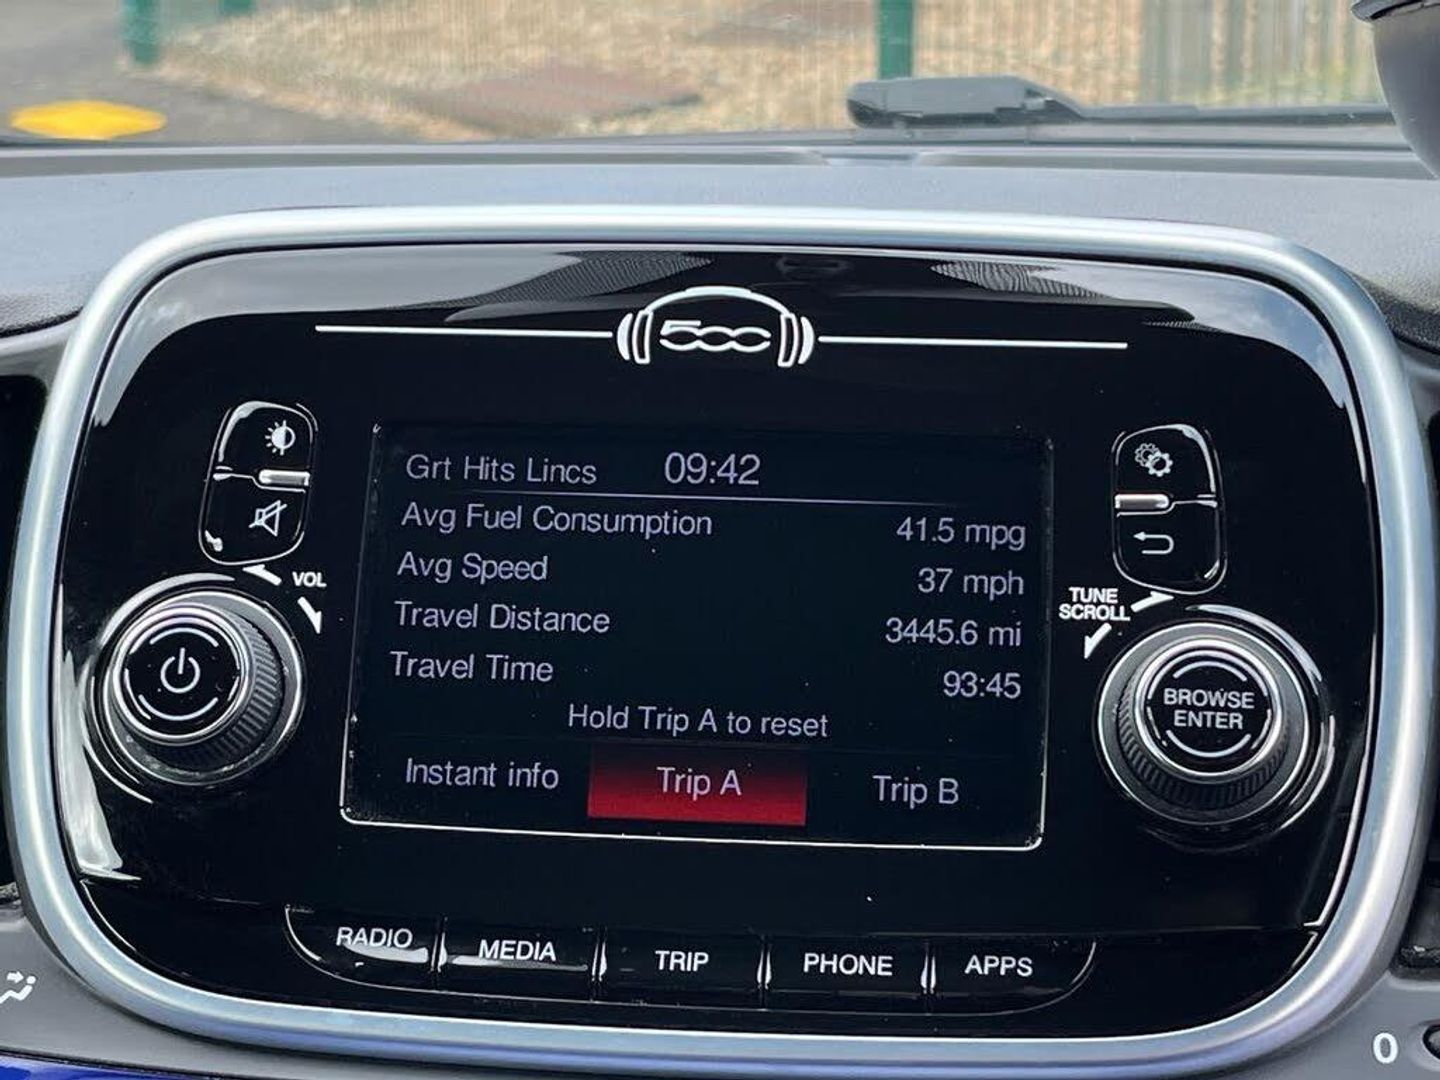 500
Grt Hits Lincs 09:42
Avg Fuel Consumption 41.5 mpg
Avg Speed 37 mph
Travel Distance 3445.6 mi
Travel Time 93:45
Hold Trip A to reset
Instant info Trip A Trip B
VOL
TUNE
SCROLL
BROWSE
ENTER
RADIO MEDIA TRIP PHONE APPS
0